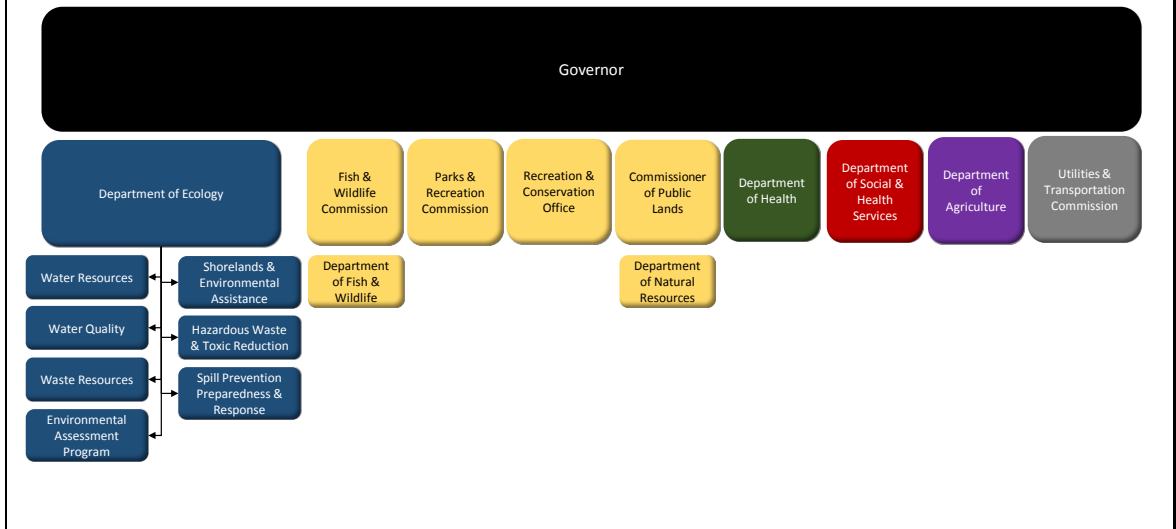 Governor
Department of Ecology
Fish &
Wildlife
Commission
Parks &
Recreation
Commission
Recreation &
Conservation
Office
Commissioner
of Public
Lands
Department
of Health
Department
of Social &
Health
Services
Department
of
Agriculture
Utilities &
Transportation
Commission
Water Resources
Shorelands &
Environmental
Assistance
Department
of Fish &
Wildlife
Department
of Natural
Resources
Water Quality
Hazardous Waste
& Toxic Reduction
Waste Resources
Spill Prevention
Preparedness &
Response
Environmental
Assessment
Program